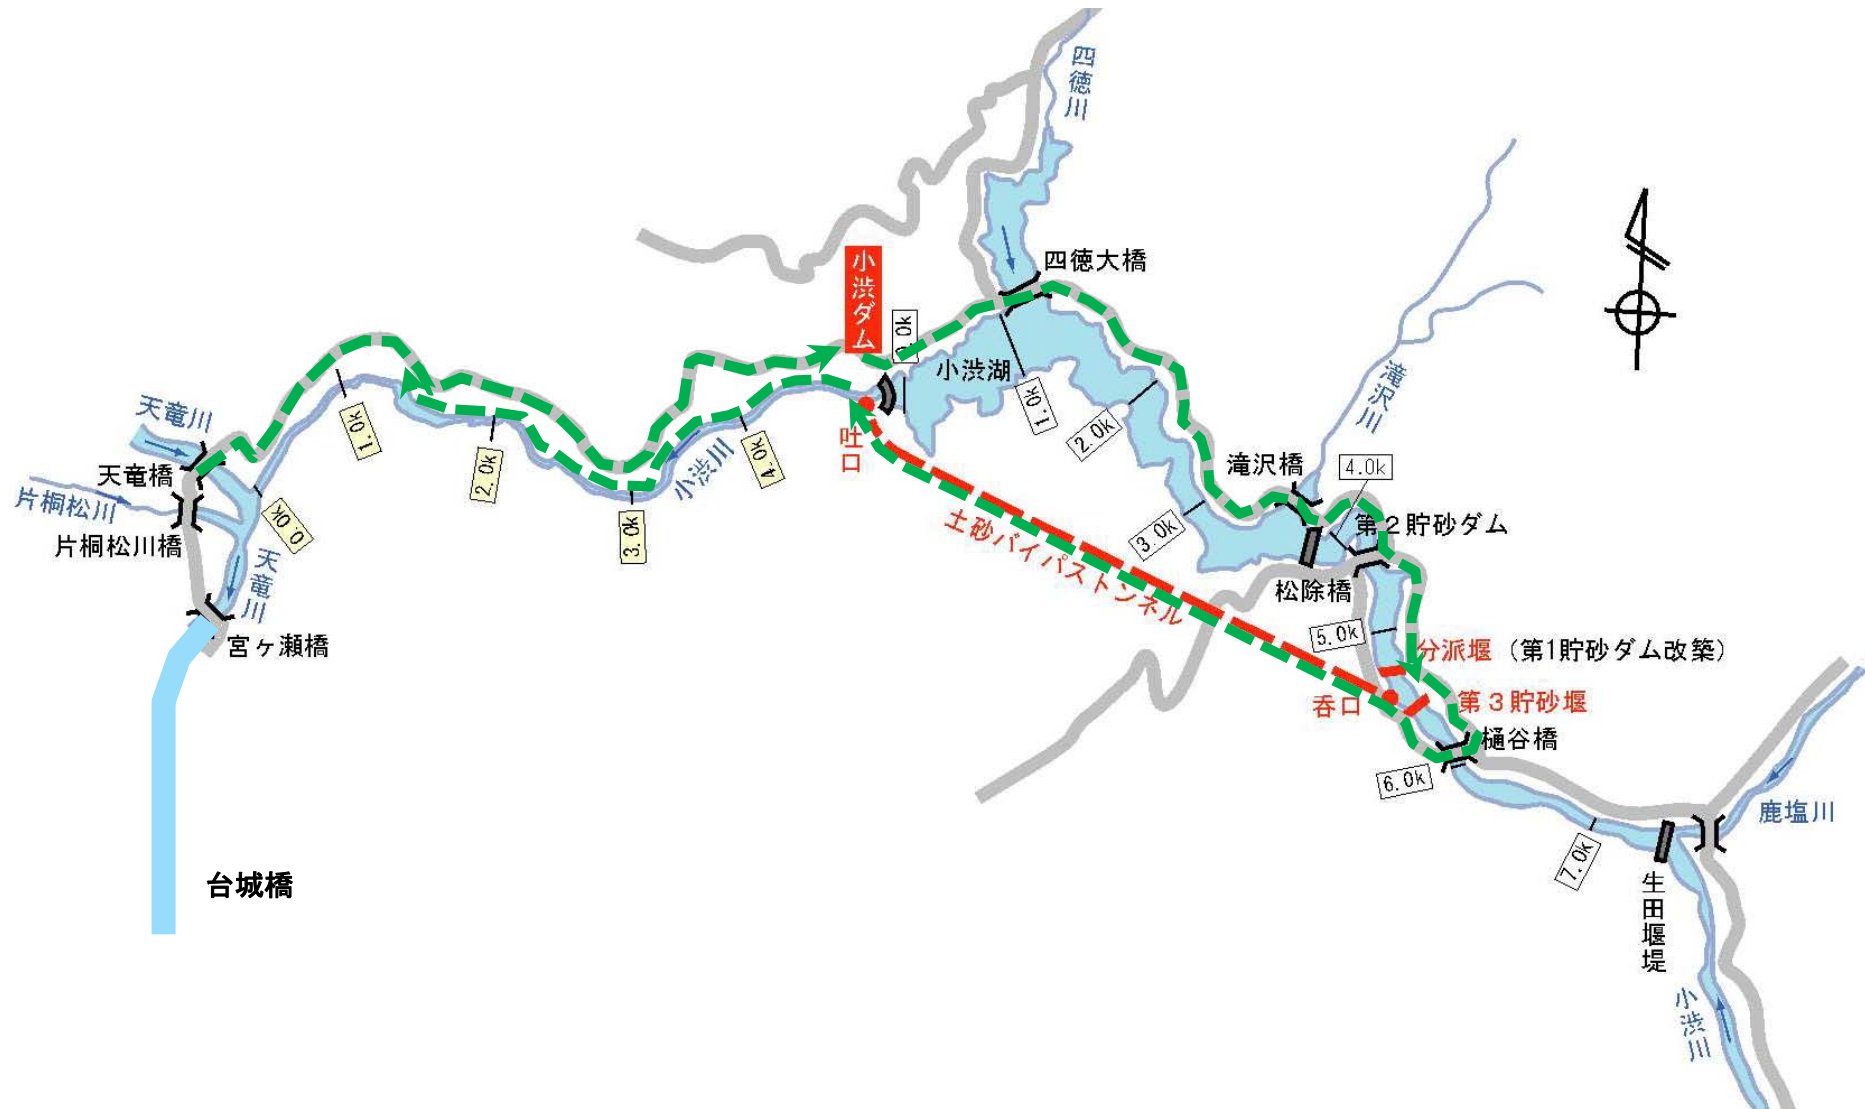 四徳川
四徳大橋
小渋ダム
0.0k
小渋湖
1.0k
2.0k
3.0k
滝沢川
滝沢橋
4.0k
第2貯砂ダム
松除橋
5.0k
分派堰(第1貯砂ダム改築)
呑口
第3貯砂堰
樋谷橋
6.0k
7.0k
鹿塩川
生田堰堤
小渋川
吐口
土砂バイパストンネル
小渋川
4.0k
3.0k
2.0k
1.0k
0.0k
天竜川
天竜橋
片桐松川
片桐松川橋
天竜川
宮ヶ瀬橋
台城橋